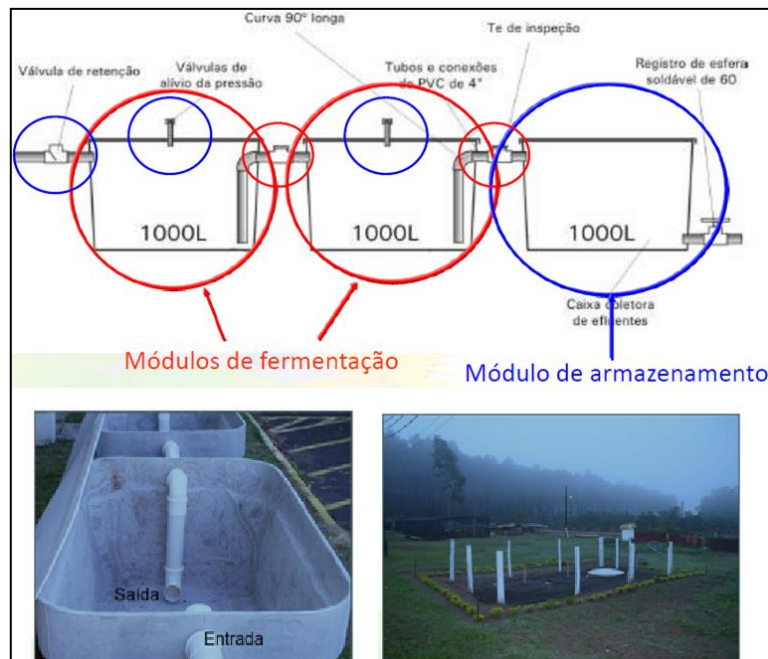 Curva 90º longa
Te de inspeção
Válvula de retenção
Válvulas de
alívio da pressão
Tubos e conexões
de PVC de 4"
Registro de esfera
soldável de 60
1000L
1000L
1000L
Caixa coletora
de efluentes
Módulos de fermentação
Módulo de armazenamento
Saída
Entrada